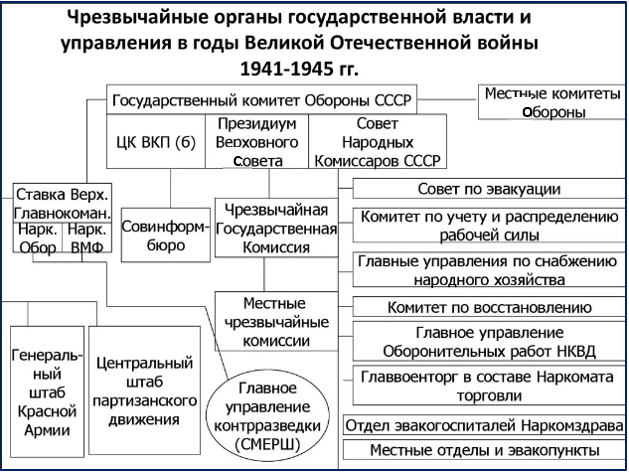 Чрезвычайные органы государственной власти и
управления в годы Великой Отечественной войны
1941-1945 гг.
Государственный комитет Обороны СССР
Местные комитеты
Обороны
ЦК ВКП (б)
Президиум
Верховного
Совета
Совет
Народных
Комиссаров СССР
Ставка Верх.
Главнокоман.
Нарк.
Обор
Нарк.
ВМФ
Совинформ-
бюро
Чрезвычайная
Государственная
Комиссия
Местные
чрезвычайные
комиссии
Совет по эвакуации
Комитет по учету и распределению
рабочей силы
Главные управления по снабжению
народного хозяйства
Комитет по восстановлению
Главное управление
Оборонительных работ НКВД
Главвоенторг в составе Наркомата
торговли
Отдел эвакогоспиталей Наркомздрава
Местные отделы и эвакопункты
Генераль-
ный
штаб
Красной
Армии
Центральный
штаб
партизанского
движения
Главное
управление
контрразведки
(СМЕРШ)